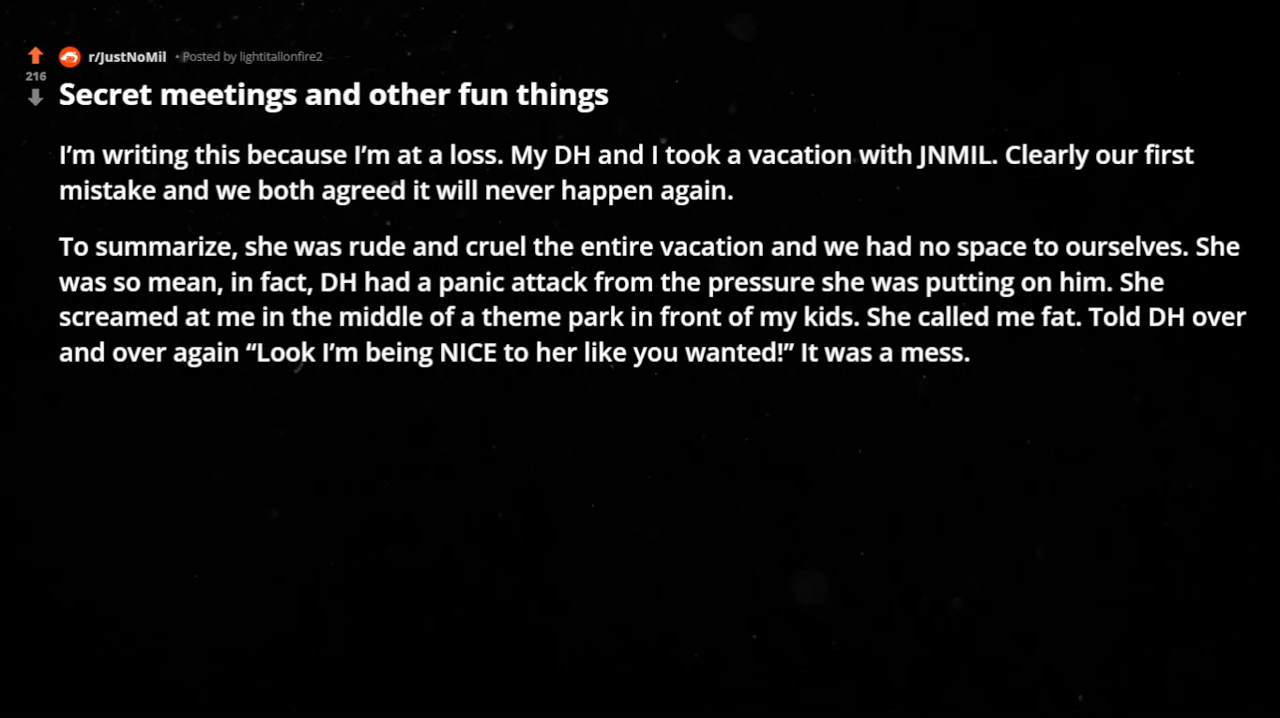 r/JustNoMil • Posted by lightitallonfire2
216
Secret meetings and other fun things
I’m writing this because I’m at a loss. My DH and I took a vacation with JNMIL. Clearly our first
mistake and we both agreed it will never happen again.
To summarize, she was rude and cruel the entire vacation and we had no space to ourselves. She
was so mean, in fact, DH had a panic attack from the pressure she was putting on him. She
screamed at me in the middle of a theme park in front of my kids. She called me fat. Told DH over
and over again “Look I’m being NICE to her like you wanted!” It was a mess.